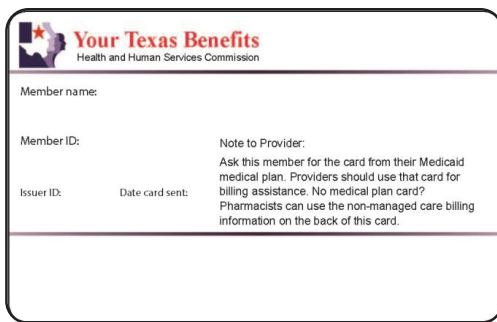 Your Texas Benefits
Health and Human Services Commission
Member name:
Member ID:
Note to Provider:
Ask this member for the card from their Medicaid
medical plan. Providers should use that card for
billing assistance. No medical plan card?
Pharmacists can use the non-managed care billing
information on the back of this card.
Issuer ID:
Date card sent: